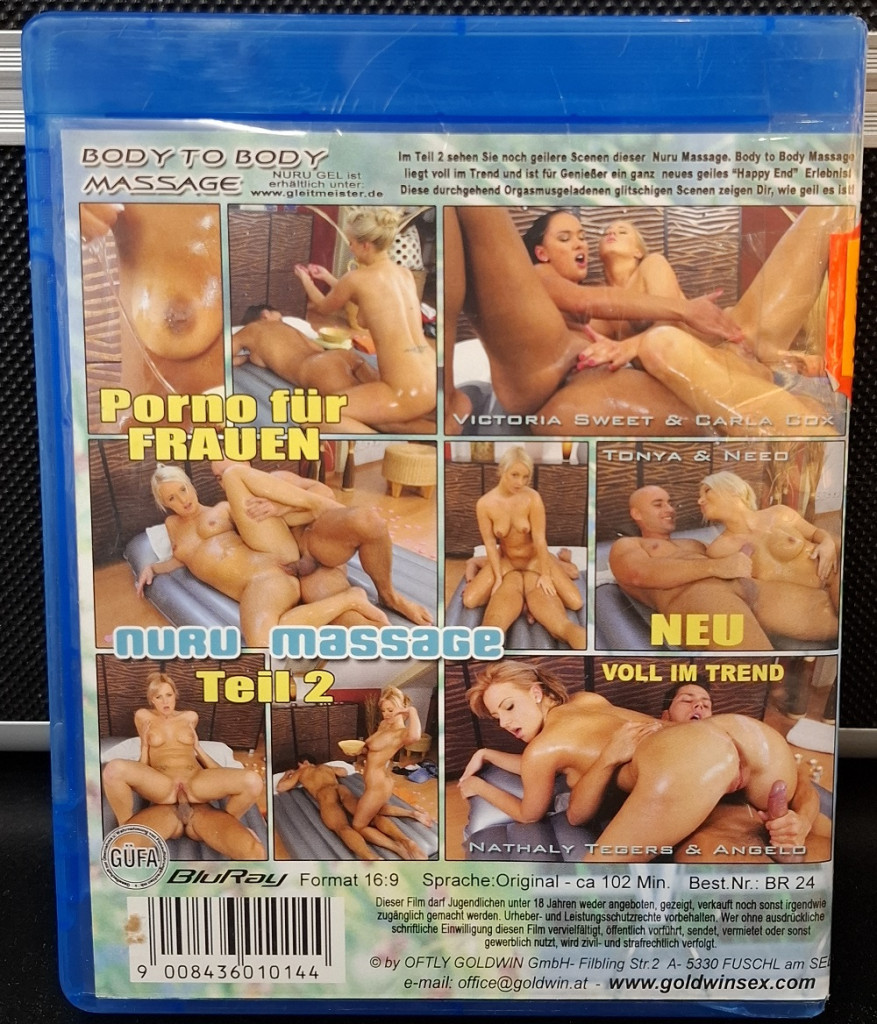 BODY TO BODY
MASSAGE
NURU GEL ist
erhältlich unter:
www.gleitmeister.de
Im Teil 2 sehen Sie noch geilere Scenen dieser Nuru Massage. Body to Body Massage
liegt voll im Trend und ist für Genießer ein ganz neues geiles "Happy End" Erlebnis!
Diese durchgehend Orgasmusgeladenen glitschigen Scenen zeigen Dir, wie geil es ist!
Porno für
FRAUEN
VICTORIA SWEET & CARLA COX
TONYA & NEEO
NEU
NURU MASSAGE
Teil 2
VOLL IM TREND
NATHALY TEGERS & ANGELO
GÜFA
BluRay Format 16:9 Sprache:Original - ca 102 Min. Best.Nr.: BR 24
Dieser Film darf Jugendlichen unter 18 Jahren weder angeboten, gezeigt, verkauft noch sonst irgendwie
zugänglich gemacht werden. Urheber- und Leistungsschutzrechte vorbehalten. Wer ohne ausdrückliche
schriftliche Einwilligung diesen Film vervielfältigt, öffentlich vorführt, sendet, vermietet oder sonst
gewerblich nutzt, wird zivil- und strafrechtlich verfolgt.
9 008436 010144
© by OFTLY GOLDWIN GmbH- Filbling Str.2 A- 5330 FUSCHL am
e-mail: office@goldwin.at - www.goldwinsex.com